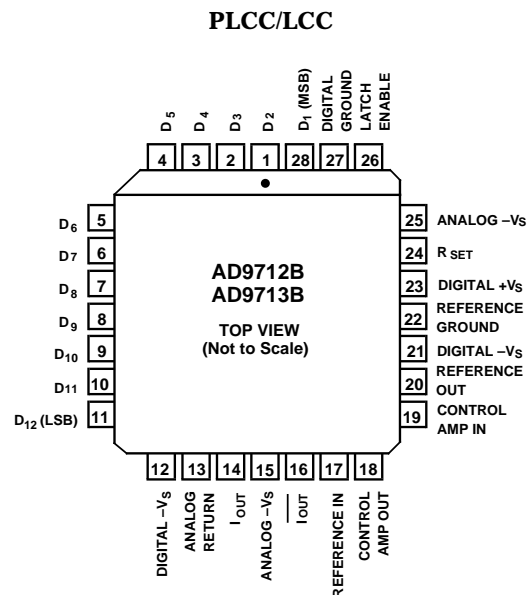 PLCC/LCC
D5
D4
D3
D2
D1 (MSB)
DIGITAL
GROUND
LATCH
ENABLE
4 3 2 1 28 27 26
D6 5
D7 6
D8 7
D9 8
D10 9
D11 10
D12 (LSB) 11
AD9712B
AD9713B
TOP VIEW
(Not to Scale)
25 ANALOG –VS
24 RSET
23 DIGITAL +VS
22 REFERENCE
GROUND
21 DIGITAL –VS
20 REFERENCE
OUT
19 CONTROL
AMP IN
12 13 14 15 16 17 18
DIGITAL –VS
ANALOG
RETURN
IOUT
ANALOG –VS
IOUT
REFERENCE IN
CONTROL
AMP OUT